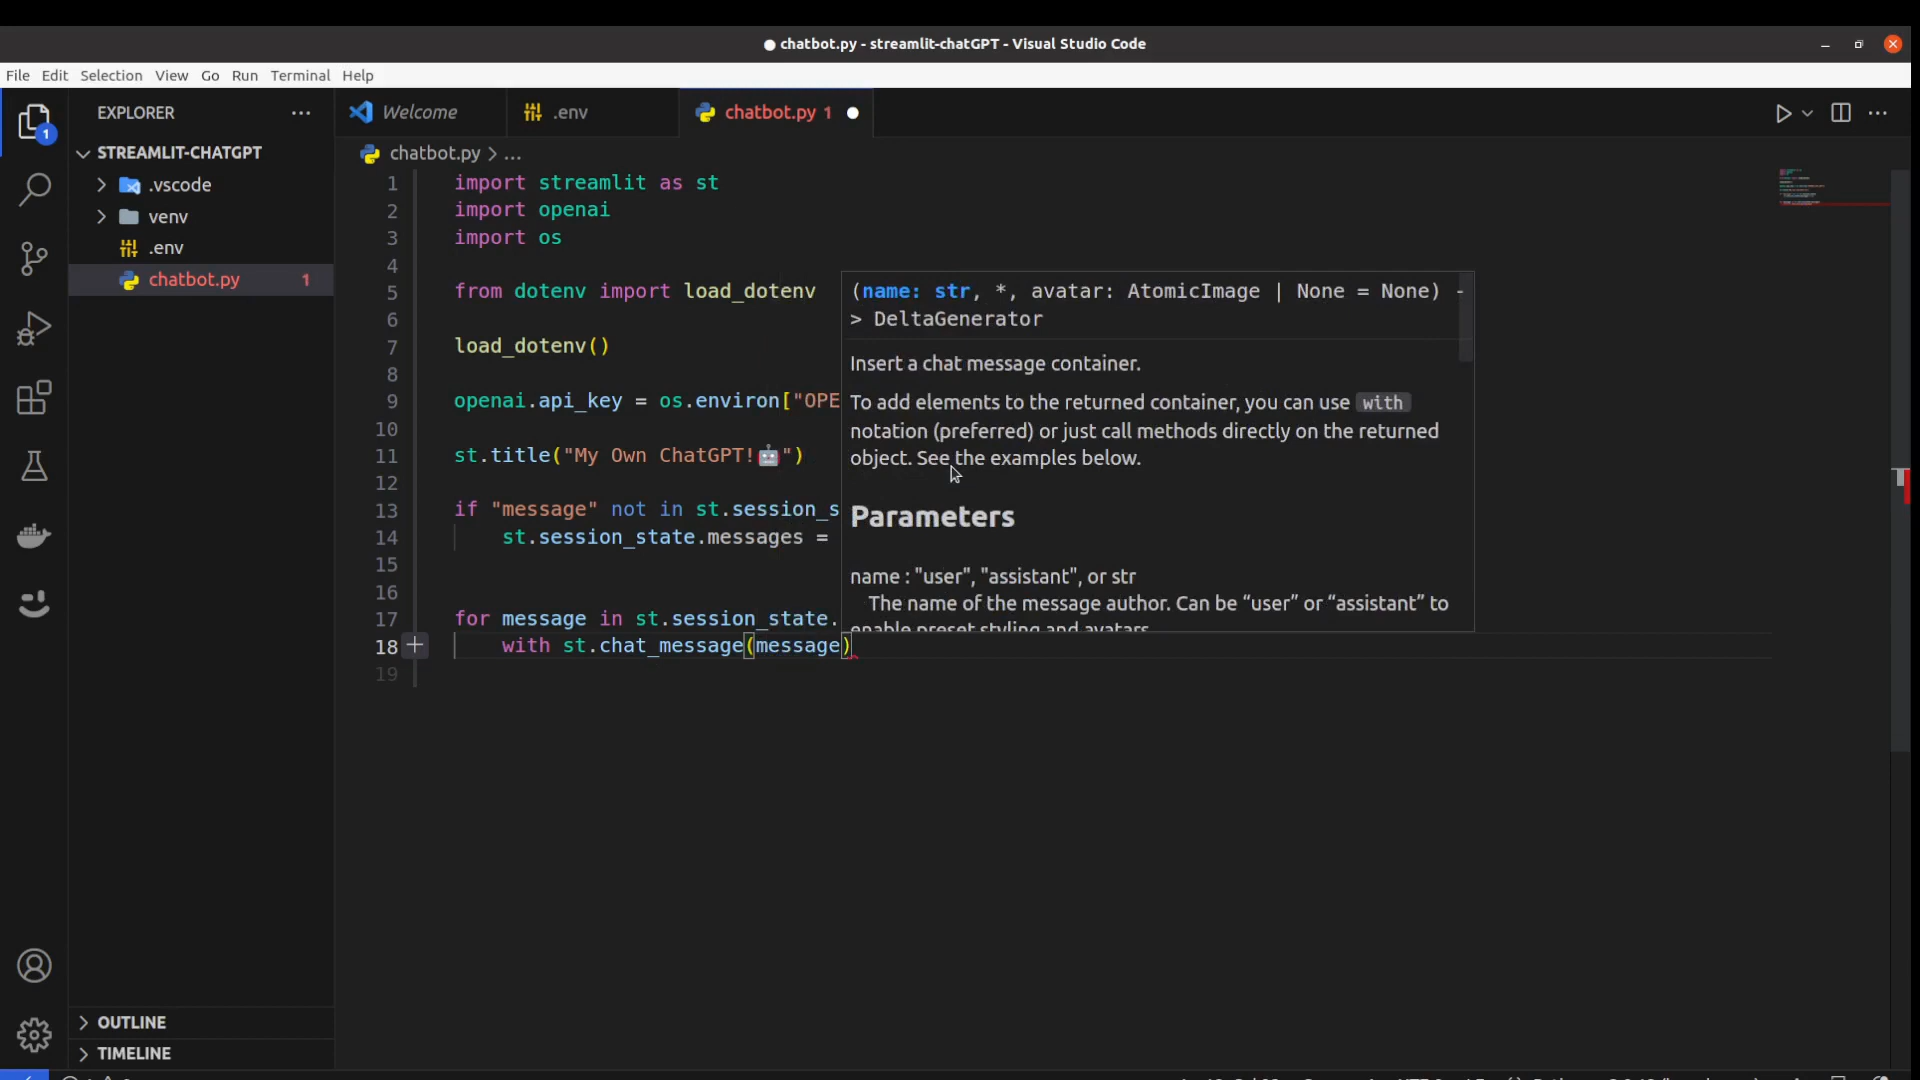 ● chatbot.py - streamlit-chatGPT - Visual Studio Code
File Edit Selection View Go Run Terminal Help
EXPLORER ...
Welcome
.env
chatbot.py 1
1
STREAMLIT-CHATGPT
.vscode
venv
.env
chatbot.py 1
chatbot.py > ...
1 import streamlit as st
2 import openai
3 import os
4
5 from dotenv import load_dotenv
6
7 load_dotenv()
8
9 openai.api_key = os.environ["OPE
10
11 st.title("My Own ChatGPT!🤖")
12
13 if "message" not in st.session_s
14 st.session_state.messages =
15
16
17 for message in st.session_state.
18 with st.chat_message(message)
19
(name: str, *, avatar: AtomicImage | None = None) -
> DeltaGenerator
Insert a chat message container.
To add elements to the returned container, you can use with
notation (preferred) or just call methods directly on the returned
object. See the examples below.
Parameters
name : "user", "assistant", or str
The name of the message author. Can be “user” or “assistant” to
enable preset styling and avatars
OUTLINE
TIMELINE